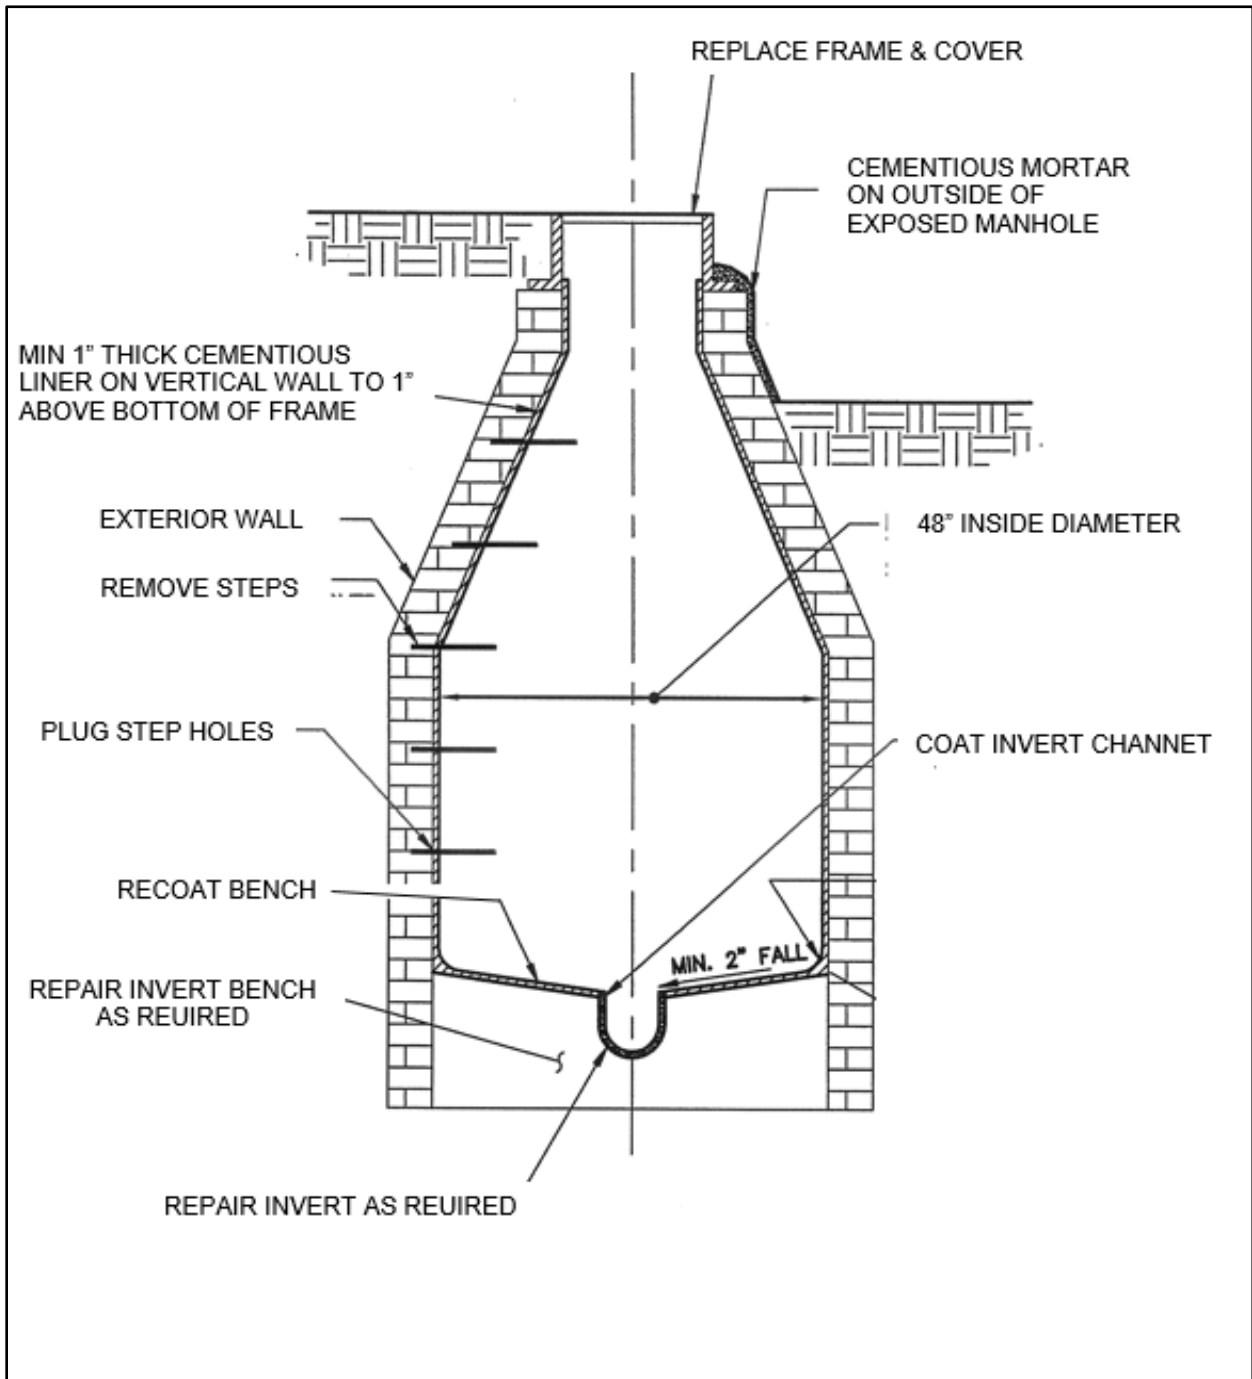 REPLACE FRAME & COVER
CEMENTIOUS MORTAR
ON OUTSIDE OF
EXPOSED MANHOLE
MIN 1” THICK CEMENTIOUS
LINER ON VERTICAL WALL TO 1”
ABOVE BOTTOM OF FRAME
EXTERIOR WALL
48” INSIDE DIAMETER
REMOVE STEPS
PLUG STEP HOLES
COAT INVERT CHANNET
RECOAT BENCH
MIN. 2" FALL
REPAIR INVERT BENCH
AS REUIRED
REPAIR INVERT AS REUIRED